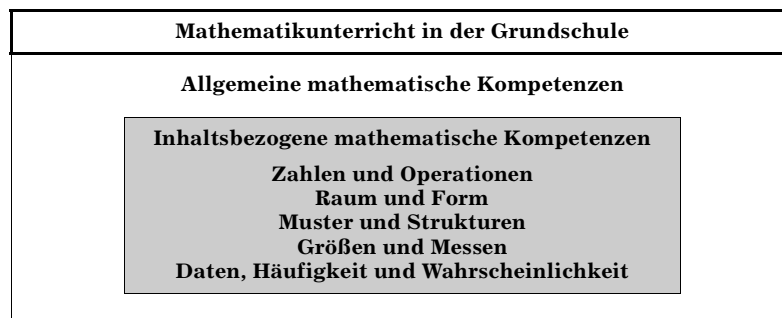 Mathematikunterricht in der Grundschule
Allgemeine mathematische Kompetenzen
Inhaltsbezogene mathematische Kompetenzen
Zahlen und Operationen
Raum und Form
Muster und Strukturen
Größen und Messen
Daten, Häufigkeit und Wahrscheinlichkeit